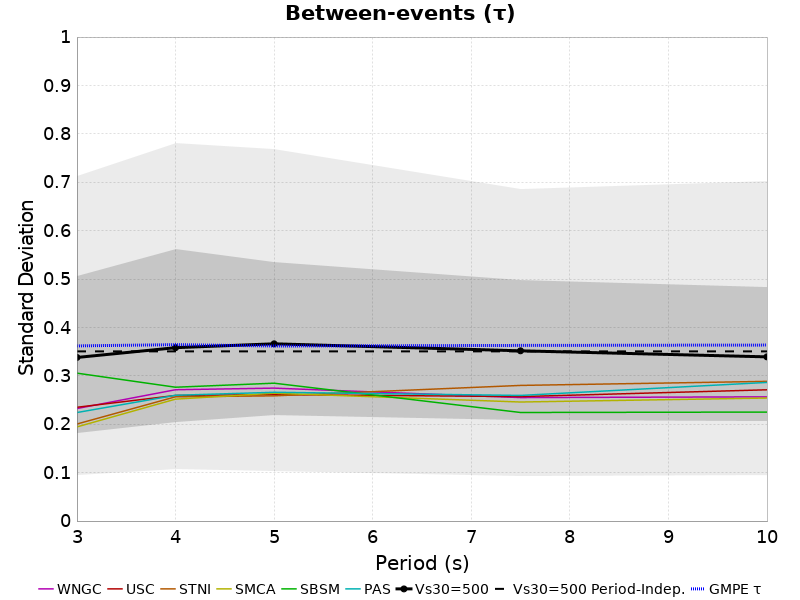 Between-events (τ)
Standard Deviation
1
0.9
0.8
0.7
0.6
0.5
0.4
0.3
0.2
0.1
0
3 4 5 6 7 8 9 10
Period (s)
WNGC USC STNI SMCA SBSM PAS Vs30=500 Vs30=500 Period-Indep. GMPE τ